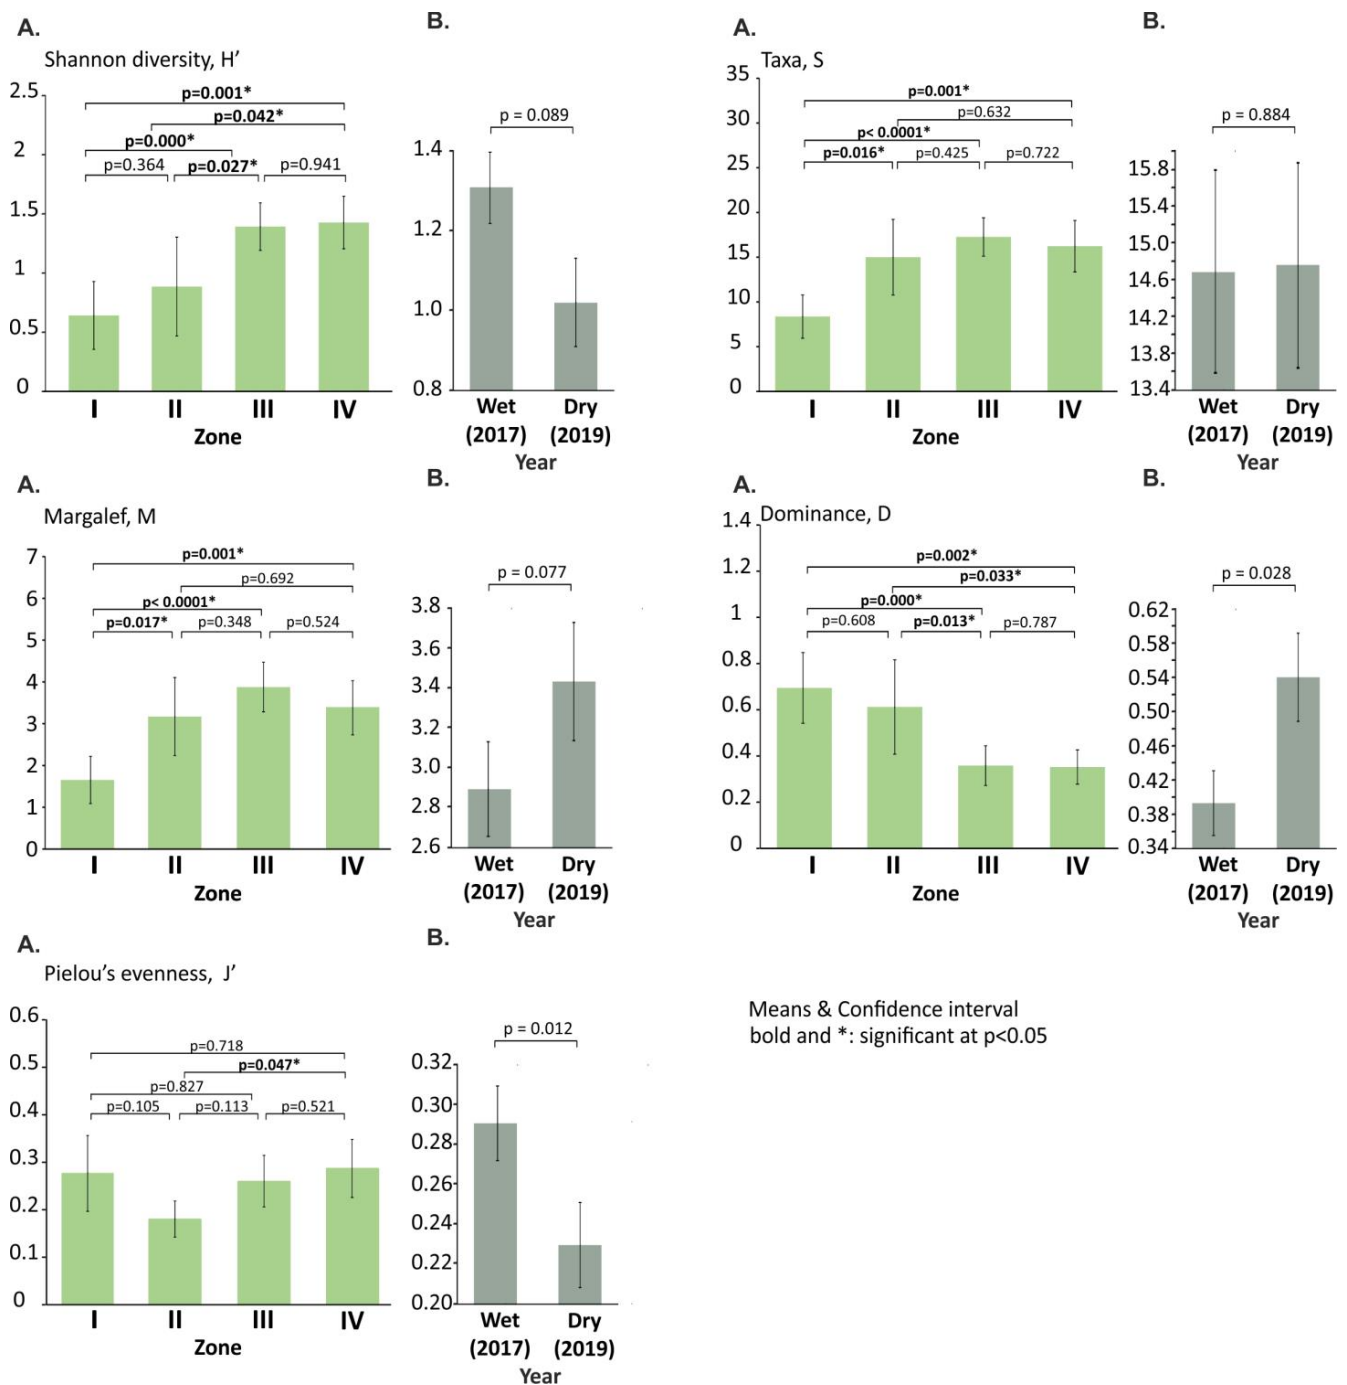 A.
Shannon diversity, H’
2.5
2
1.5
1
0.5
0
p=0.001*
p=0.042*
p=0.000*
p=0.364
p=0.027*
p=0.941
I
II
III
IV
Zone
B.
p = 0.089
1.4
1.2
1.0
0.8
Wet
(2017)
Dry
(2019)
Year
A.
Taxa, S
35
30
25
20
15
10
5
0
p=0.001*
p=0.632
p< 0.0001*
p=0.016*
p=0.425
p=0.722
I
II
III
IV
Zone
B.
p = 0.884
15.8
15.4
15.0
14.6
14.2
13.8
13.4
Wet
(2017)
Dry
(2019)
Year
A.
Margalef, M
7
6
5
4
3
2
1
0
p=0.001*
p=0.692
p< 0.0001*
p=0.017*
p=0.348
p=0.524
I
II
III
IV
Zone
B.
p = 0.077
3.8
3.6
3.4
3.2
3.0
2.8
2.6
Wet
(2017)
Dry
(2019)
Year
A.
Dominance, D
1.4
1.2
1
0.8
0.6
0.4
0.2
0
p=0.002*
p=0.033*
p=0.000*
p=0.608
p=0.013*
p=0.787
I
II
III
IV
Zone
B.
p = 0.028
0.62
0.58
0.54
0.50
0.46
0.42
0.38
0.34
Wet
(2017)
Dry
(2019)
Year
A.
Pielou’s evenness, J’
0.6
0.5
0.4
0.3
0.2
0.1
0
p=0.718
p=0.047*
p=0.827
p=0.105
p=0.113
p=0.521
I
II
III
IV
Zone
B.
p = 0.012
0.32
0.30
0.28
0.26
0.24
0.22
0.20
Wet
(2017)
Dry
(2019)
Year
Means & Confidence interval
bold and *: significant at p<0.05